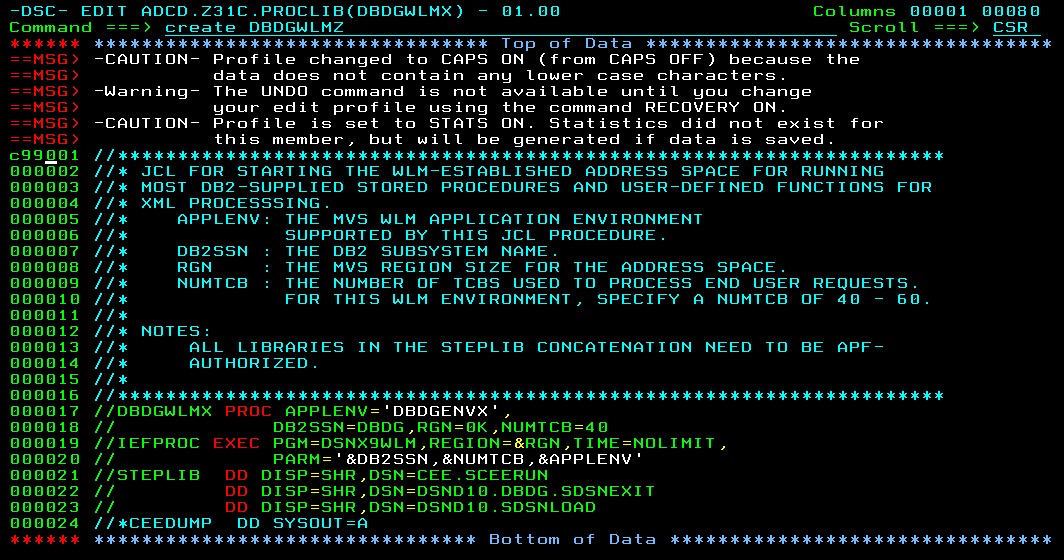 -DSC- EDIT ADCD.Z31C.PROCLIB(DBDGWLMX) - 01.00 Columns 00001 00080
Command ===> create DBDGWLMZ Scroll ===> CSR
****** ********************************* Top of Data **********************************
==MSG> -CAUTION- Profile changed to CAPS ON (from CAPS OFF) because the
==MSG>           data does not contain any lower case characters.
==MSG> -Warning- The UNDO command is not available until you change
==MSG>           your edit profile using the command RECOVERY ON.
==MSG> -CAUTION- Profile is set to STATS ON. Statistics did not exist for
==MSG>           this member, but will be generated if data is saved.
c99001 //*********************************************************************
000002 //* JCL FOR STARTING THE WLM-ESTABLISHED ADDRESS SPACE FOR RUNNING
000003 //* MOST DB2-SUPPLIED STORED PROCEDURES AND USER-DEFINED FUNCTIONS FOR
000004 //* XML PROCESSSING.
000005 //*    APPLENV: THE MVS WLM APPLICATION ENVIRONMENT
000006 //*             SUPPORTED BY THIS JCL PROCEDURE.
000007 //*    DB2SSN : THE DB2 SUBSYSTEM NAME.
000008 //*    RGN    : THE MVS REGION SIZE FOR THE ADDRESS SPACE.
000009 //*    NUMTCB : THE NUMBER OF TCBS USED TO PROCESS END USER REQUESTS.
000010 //*             FOR THIS WLM ENVIRONMENT, SPECIFY A NUMTCB OF 40 - 60.
000011 //*
000012 //* NOTES:
000013 //*     ALL LIBRARIES IN THE STEPLIB CONCATENATION NEED TO BE APF-
000014 //*     AUTHORIZED.
000015 //*
000016 //*********************************************************************
000017 //DBDGWLMX PROC APPLENV='DBDGENVX',
000018 //             DB2SSN=DBDG,RGN=0K,NUMTCB=40
000019 //IEFPROC EXEC PGM=DSNX9WLM,REGION=&RGN,TIME=NOLIMIT,
000020 //             PARM='&DB2SSN,&NUMTCB,&APPLENV'
000021 //STEPLIB  DD DISP=SHR,DSN=CEE.SCEERUN
000022 //         DD DISP=SHR,DSN=DSND10.DBDG.SDSNEXIT
000023 //         DD DISP=SHR,DSN=DSND10.SDSNLOAD
000024 //*CEEDUMP  DD SYSOUT=A
****** ******************************** Bottom of Data ********************************